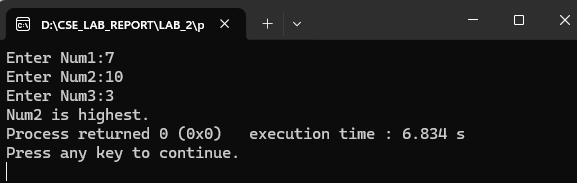 D:\CSE_LAB_REPORT\LAB_2\p
Enter Num1:7
Enter Num2:10
Enter Num3:3
Num2 is highest.
Process returned 0 (0x0)   execution time : 6.834 s
Press any key to continue.